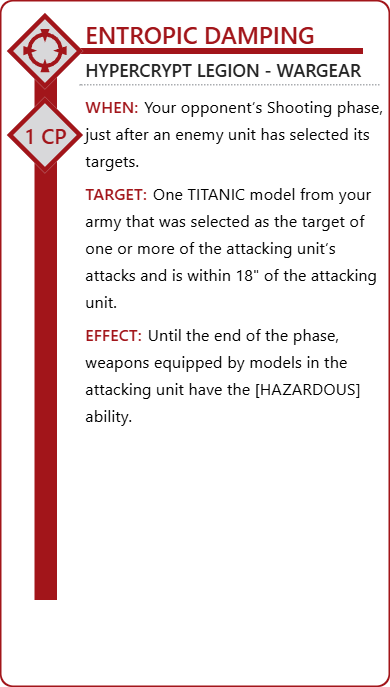 ENTROPIC DAMPING
HYPERCRYPT LEGION - WARGEAR
1 CP
WHEN: Your opponent’s Shooting phase,
just after an enemy unit has selected its
targets.
TARGET: One TITANIC model from your
army that was selected as the target of
one or more of the attacking unit’s
attacks and is within 18" of the attacking
unit.
EFFECT: Until the end of the phase,
weapons equipped by models in the
attacking unit have the [HAZARDOUS]
ability.